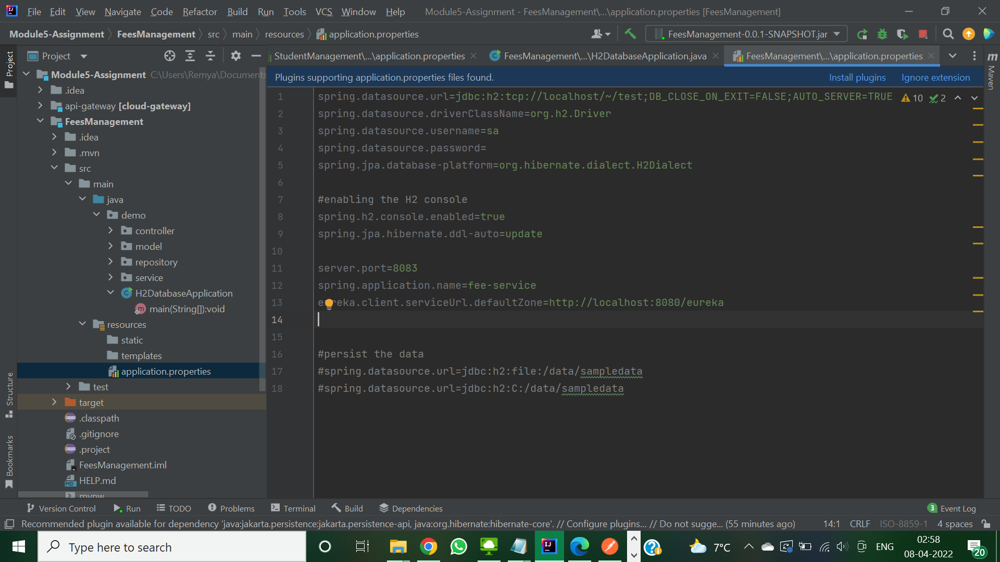 File Edit View Navigate Code Refactor Build Run Tools VCS Window Help Module5-Assignment - FeesManagement\...\application.properties [FeesManagement]
Module5-Assignment FeesManagement src main resources application.properties FeesManagement-0.0.1-SNAPSHOT.jar
Project
StudentManagement\...\application.properties FeesManagement\...\H2DatabaseApplication.java FeesManagement\...\application.properties
Project
Structure
Bookmarks
Maven
Module5-Assignment C:\Users\Remya\Documents
.idea
api-gateway [cloud-gateway]
FeesManagement
.idea
.mvn
src
main
java
demo
controller
model
repository
service
H2DatabaseApplication
main(String[]):void
resources
static
templates
application.properties
test
target
.classpath
.gitignore
.project
FeesManagement.iml
HELP.md
mvnw
Plugins supporting application.properties files found. Install plugins Ignore extension
10 2
1 spring.datasource.url=jdbc:h2:tcp://localhost/~/test;DB_CLOSE_ON_EXIT=FALSE;AUTO_SERVER=TRUE
2 spring.datasource.driverClassName=org.h2.Driver
3 spring.datasource.username=sa
4 spring.datasource.password=
5 spring.jpa.database-platform=org.hibernate.dialect.H2Dialect
6
7 #enabling the H2 console
8 spring.h2.console.enabled=true
9 spring.jpa.hibernate.ddl-auto=update
10
11 server.port=8083
12 spring.application.name=fee-service
13 eureka.client.serviceUrl.defaultZone=http://localhost:8080/eureka
14
15
16 #persist the data
17 #spring.datasource.url=jdbc:h2:file:/data/sampledata
18 #spring.datasource.url=jdbc:h2:C:/data/sampledata
Version Control Run TODO Problems Terminal Build Dependencies 3 Event Log
Recommended plugin available for dependency 'java:jakarta.persistence:jakarta.persistence-api, java:org.hibernate:hibernate-core'. // Configure plugins... // Do not sugge... (55 minutes ago) 14:1 CRLF ISO-8859-1 4 spaces
Type here to search
7°C ENG
02:58
08-04-2022
20